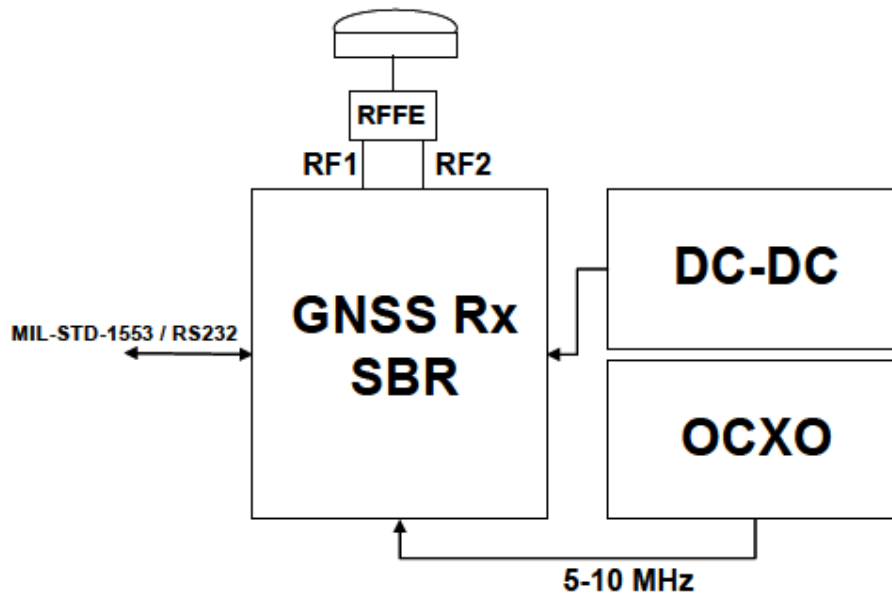 RFFE
RF1
RF2
DC-DC
GNSS Rx
SBR
MIL-STD-1553 / RS232
OCXO
5-10 MHz